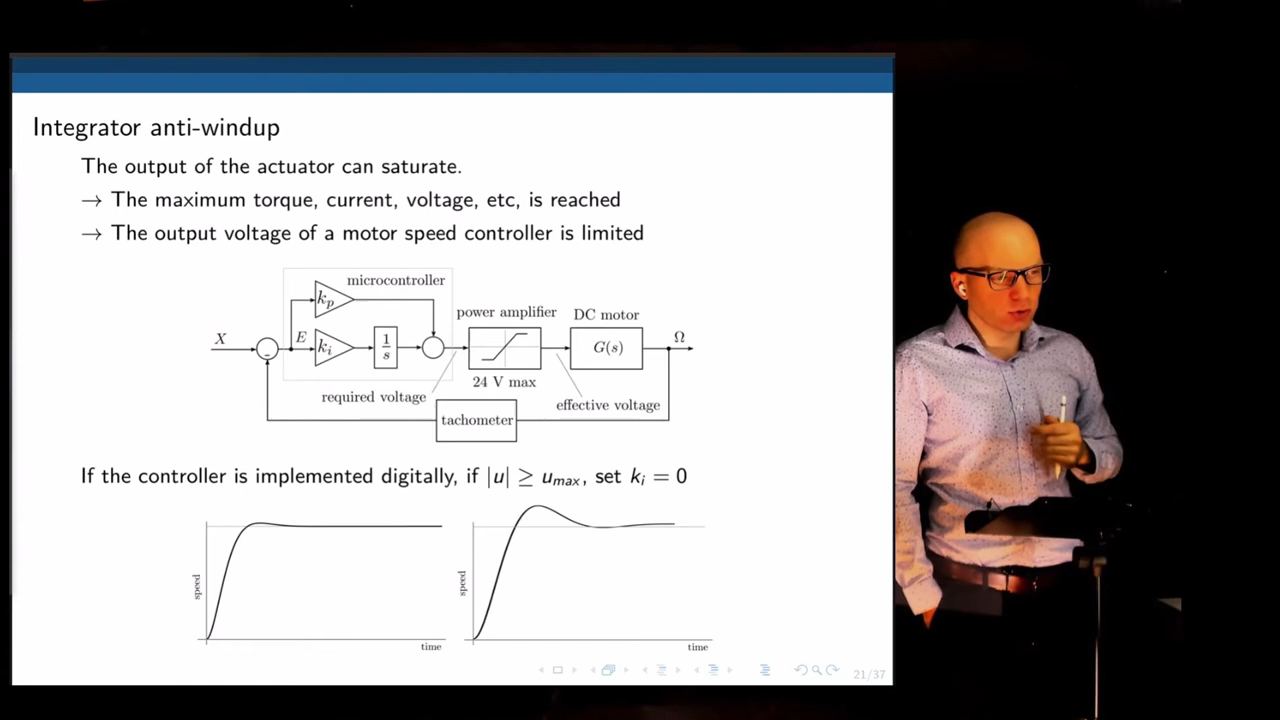 Integrator anti-windup
The output of the actuator can saturate.
→ The maximum torque, current, voltage, etc, is reached
→ The output voltage of a motor speed controller is limited
microcontroller
k_p
power amplifier
DC motor
X
E
k_i
1
s
G(s)
Ω
-
24 V max
required voltage
effective voltage
tachometer
If the controller is implemented digitally, if |u| ≥ u_max, set k_i = 0
speed
time
speed
time
21/37